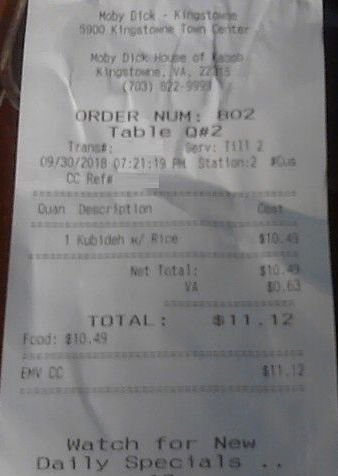 Moby Dick - Kingstowne
5900 Kingstowne Town Center
Moby Dick House of Kabob
Kingstowne, VA, 22315
(703) 822-9999
ORDER NUM: 802
Table Q#2
Trans#: Serv: Till 2
09/30/2018 07:21:19 PM Station:2 #Cus
CC Ref#
Quan Description Cost
1 Kubideh w/ Rice $10.49
Net Total: $10.49
VA $0.63
TOTAL: $11.12
Food: $10.49
EMV CC $11.12
Watch for New
Daily Specials ..